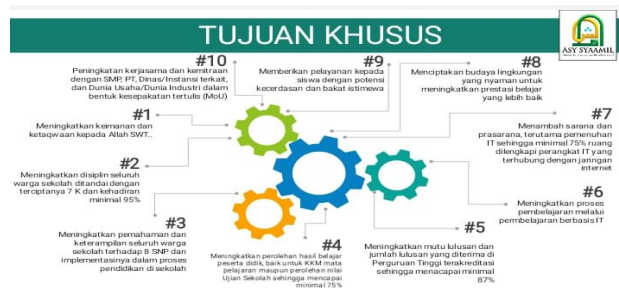 TUJUAN KHUSUS
ASY SYAAMIL
#10
Peningkatan kerjasama dan kemitraan
dengan SMP, PT, Dinas/Instansi terkait,
dan Dunia Usaha/Dunia Industri dalam
bentuk kesepakatan tertulis (MoU)
#9
Memberikan pelayanan kepada
siswa dengan potensi
kecerdasan dan bakat istimewa
#8
Menciptakan budaya lingkungan
yang nyaman untuk
meningkatkan prestasi belajar
yang lebih baik
#1
Meningkatkan keimanan dan
ketaqwaan kepada Allah SWT..
#7
Menambah sarana dan
prasarana, terutama pemenuhan
IT sehingga minimal 75% ruang
dilengkapi perangkat IT yang
terhubung dengan jaringan
internet
#2
Meningkatkan disiplin seluruh
warga sekolah ditandai dengan
terciptanya 7 K dan kehadiran
minimal 95%
#6
Meningkatkan proses
pembelajaran melalui
pembelajaran berbasis IT
#3
Meningkatkan pemahaman dan
keterampilan seluruh warga
sekolah terhadap 8 SNP dan
implementasinya dalam proses
pendidikan di sekolah
#4
Meningkatkan perolehan hasil belajar
peserta didik, baik untuk KKM mata
pelajaran maupun perolehan nilai
Ujian Sekolah sehingga mencapai
minimal 75%
#5
Meningkatkan mutu lulusan dan
jumlah lulusan yang diterima di
Perguruan Tinggi terakreditasi
sehingga menacapai minimal
87%